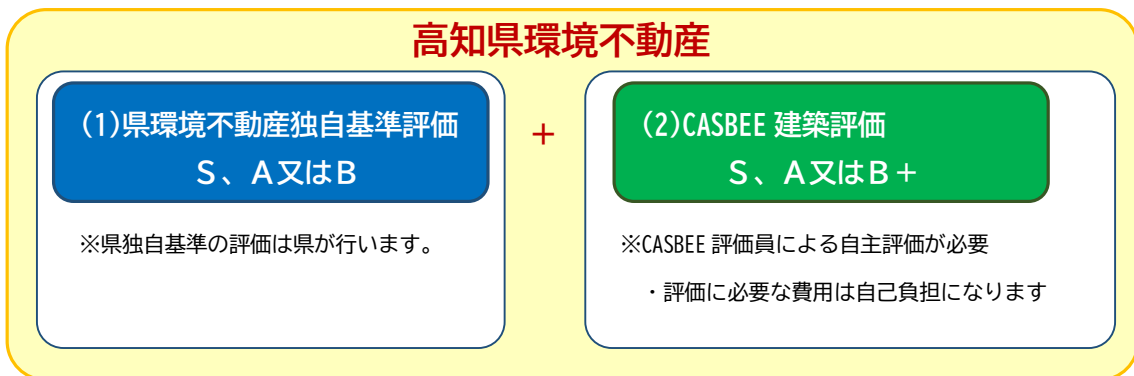 高知県環境不動産
(1)県環境不動産独自基準評価
S、A又はB
※県独自基準の評価は県が行います。
+
(2)CASBEE 建築評価
S、A又はB+
※CASBEE 評価員による自主評価が必要
・評価に必要な費用は自己負担になります